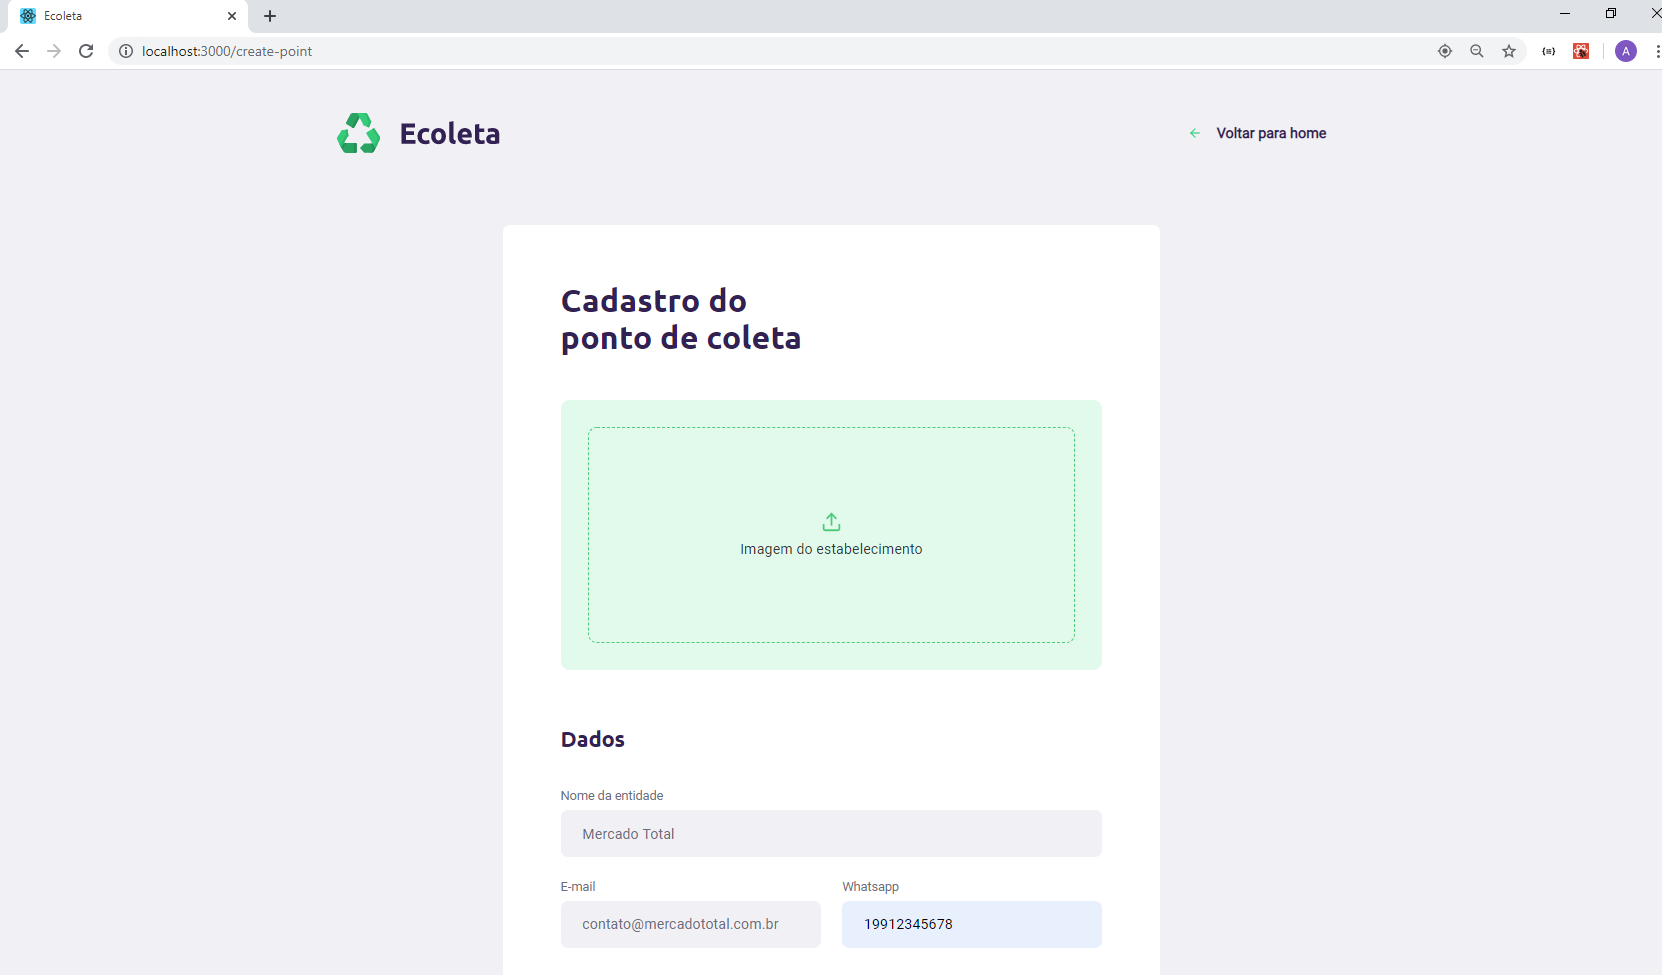 Ecoleta
localhost:3000/create-point
A
Ecoleta
Voltar para home
Cadastro do
ponto de coleta
Imagem do estabelecimento
Dados
Nome da entidade
Mercado Total
E-mail
Whatsapp
contato@mercadototal.com.br
19912345678